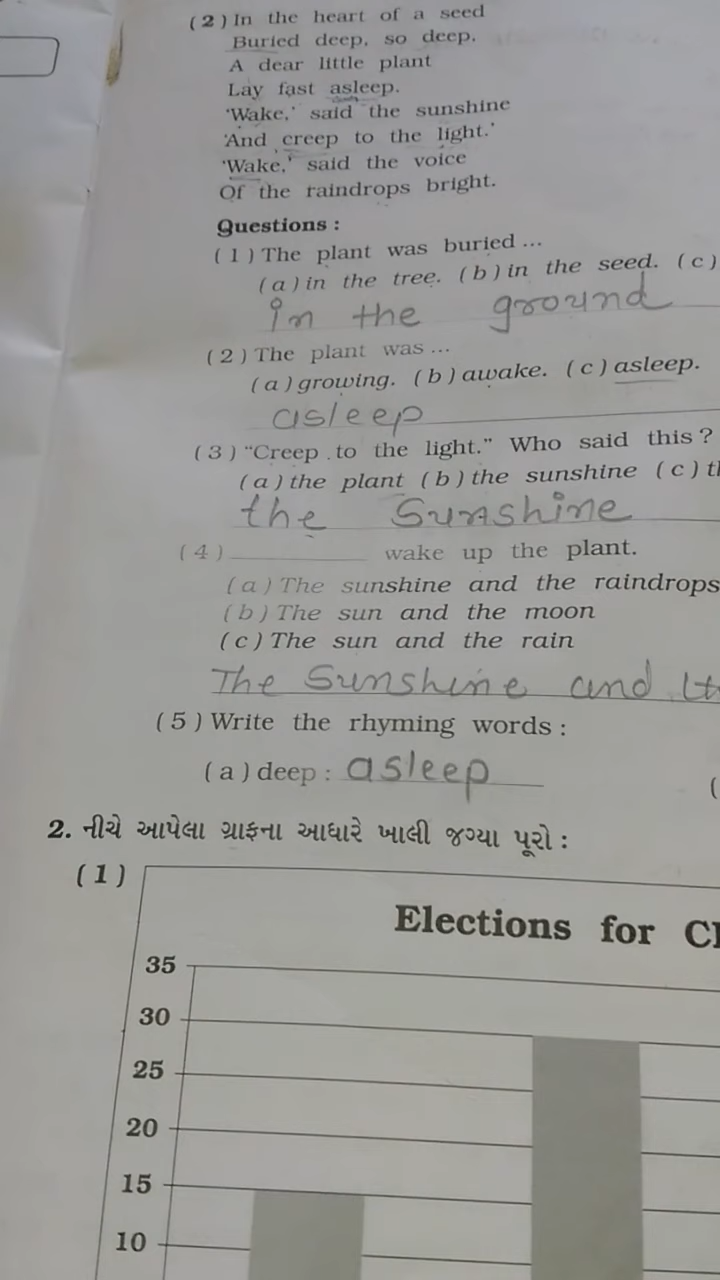 (2) In the heart of a seed
Buried deep, so deep,
A dear little plant
Lay fast asleep.
'Wake,' said the sunshine
'And creep to the light.'
'Wake,' said the voice
Of the raindrops bright.
Questions :
(1) The plant was buried ...
(a) in the tree. (b) in the seed. (c)
in the ground
(2) The plant was ...
(a) growing. (b) awake. (c) asleep.
asleep
(3) "Creep to the light." Who said this ?
(a) the plant (b) the sunshine (c)
the Sunshine
(4) __________ wake up the plant.
(a) The sunshine and the raindrops
(b) The sun and the moon
(c) The sun and the rain
The Sunshine and
(5) Write the rhyming words :
(a) deep : asleep
2. નીચે આપેલા ગ્રાફના આધારે ખાલી જગ્યા પૂરો :
(1)
Elections for
35
30
25
20
15
10